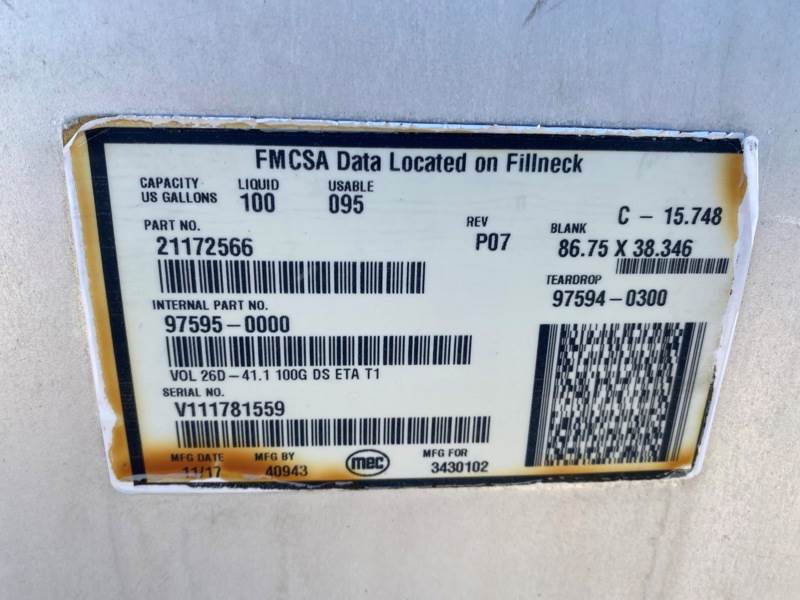 FMCSA Data Located on Fillneck
CAPACITY US GALLONS
LIQUID 100
USABLE 095
PART NO.
21172566
REV
P07
C - 15.748
BLANK
86.75 X 38.346
INTERNAL PART NO.
97595-0000
TEARDROP
97594-0300
VOL 26D-41.1 100G DS ETA T1
SERIAL NO.
V111781559
MFG DATE
11/17
MFG BY
40943
mec
MFG FOR
3430102